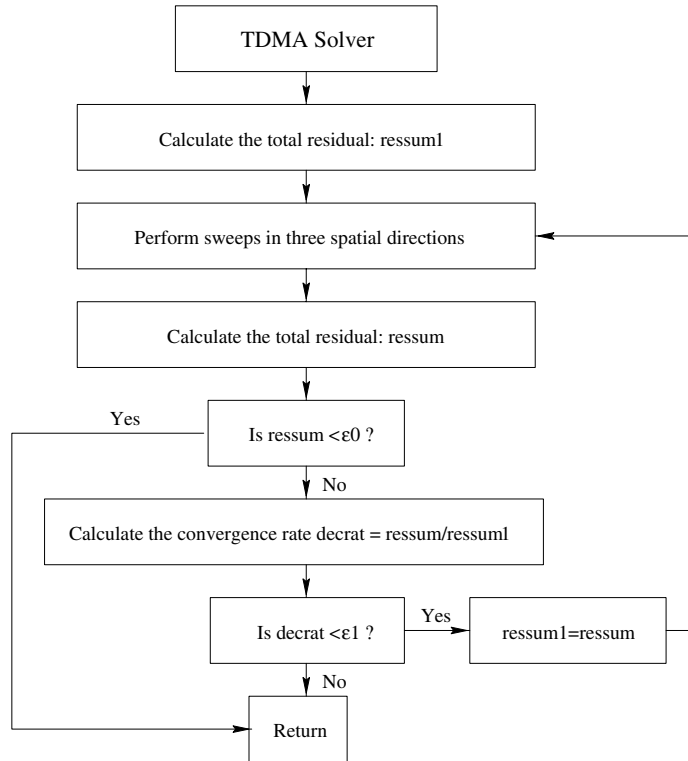 TDMA Solver
Calculate the total residual: ressum1
Perform sweeps in three spatial directions
Calculate the total residual: ressum
Yes
Is ressum <ε0 ?
No
Calculate the convergence rate decrat = ressum/ressum1
Is decrat <ε1 ?
Yes
ressum1=ressum
No
Return